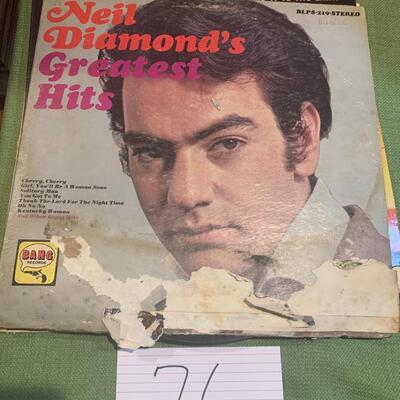 Neil
Diamond's
Greatest
Hits
BLPS-219-STEREO
Cherry, Cherry
Girl, You'll Be A Woman Soon
Solitary Man
You Got To Me
Thank The Lord For The Night Time
Oh No No
Kentucky Woman
And Other Great Hits
BANG
RECORDS
71